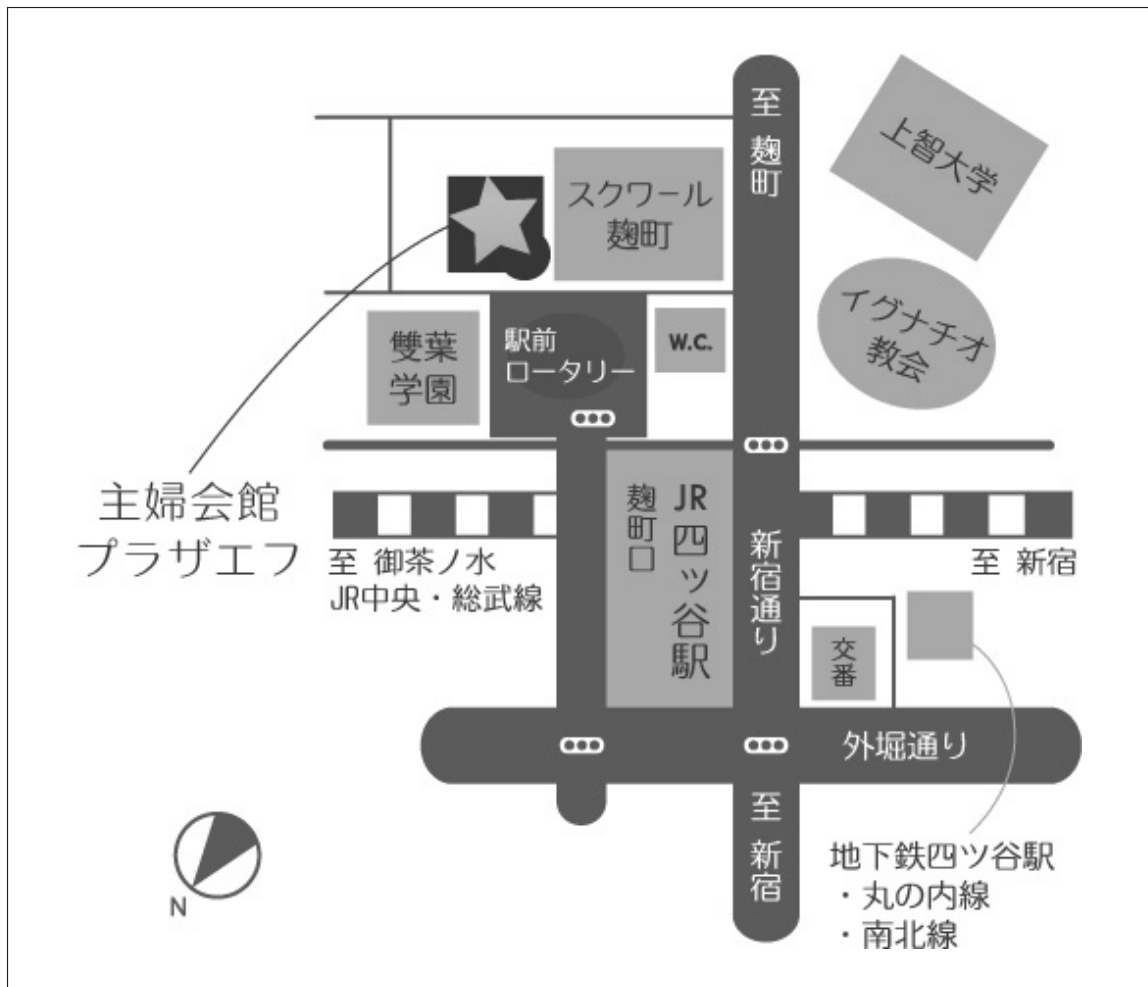 至 麹町
上智大学
スクワール
麹町
イグナチオ
教会
雙葉
学園
駅前
ロータリー
W.C.
主婦会館
プラザエフ
至 御茶ノ水
JR中央・総武線
麹町口
JR四ツ谷駅
新宿通り
至 新宿
交番
外堀通り
至 新宿
地下鉄四ツ谷駅
・丸の内線
・南北線
N